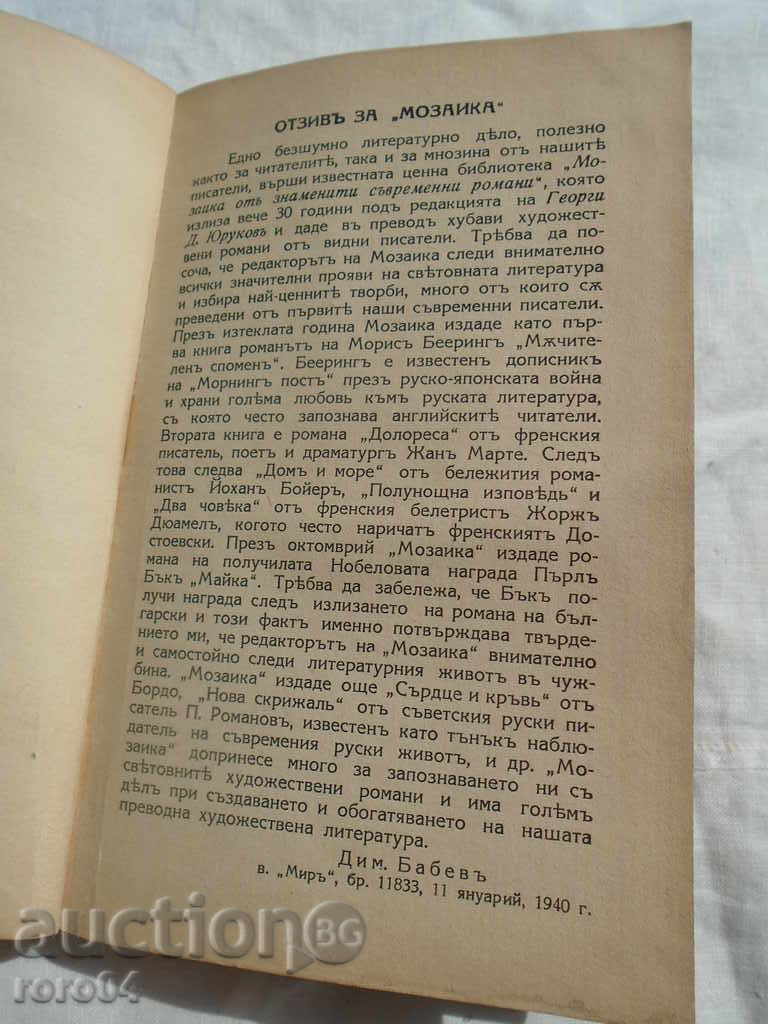 ОТЗИВЪ ЗА „МОЗАИКА“
Едно безшумно литературно дѣло, полезно
както за читателитѣ, така и за мнозина отъ нашитѣ
писатели, върши известната ценна библиотека „Мо-
заика отъ знаменити съвременни романи“, която
излиза вече 30 години подъ редакцията на Георги
Д. Юруковъ и даде въ преводъ хубави художест-
вени романи отъ видни писатели. Трѣбва да по-
соча, че редакторътъ на Мозаика следи внимателно
всички значителни прояви на свѣтовната литература
и избира най-ценнитѣ творби, много отъ които сѫ
преведени отъ първитѣ наши съвременни писатели.
Презъ изтеклата година Мозаика издаде като пър-
ва книга романътъ на Морисъ Беерингъ „Мѫчите-
ленъ споменъ“. Беерингъ е известенъ дописникъ
на „Морнингъ постъ“ презъ руско-японската война
и храни голѣма любовь къмъ руската литература,
съ която често запознава английскитѣ читатели.
Втората книга е романа „Долореса“ отъ френския
писатель, поетъ и драматургъ Жанъ Марте. Следъ
това следва „Домъ и море“ отъ бележития рома-
нистъ Йоханъ Бойеръ, „Полунощна изповѣдь“ и
„Два човѣка“ отъ френския белетристъ Жоржъ
Дюамелъ, когото често наричатъ френскиятъ До-
стоевски. Презъ октомврий „Мозаика“ издаде ро-
мана на получилата Нобеловата награда Пърлъ
Бъкъ „Майка“. Трѣбва да забележа, че Бъкъ по-
лучи награда следъ излизането на романа на бъл-
гарски и този фактъ именно потвърждава твърде-
нието ми, че редакторътъ на „Мозаика“ внимателно
и самостойно следи литературния животъ въ чуж-
бина. „Мозаика“ издаде още „Сърдце и кръвь“ отъ
Бордо, „Нова скрижаль“ отъ съветския руски пи-
сатель П. Романовъ, известенъ като тънъкъ наблю-
датель на съвремения руски животъ, и др. „Мо-
заика“ допринесе много за запознаването ни съ
свѣтовнитѣ художествени романи и има голѣмъ
дѣлъ при създаването и обогатяването на нашата
преводна художествена литература.
Дим. Бабевъ
в. „Миръ“, бр. 11833, 11 януарий, 1940 г.
auctionBG
roro04